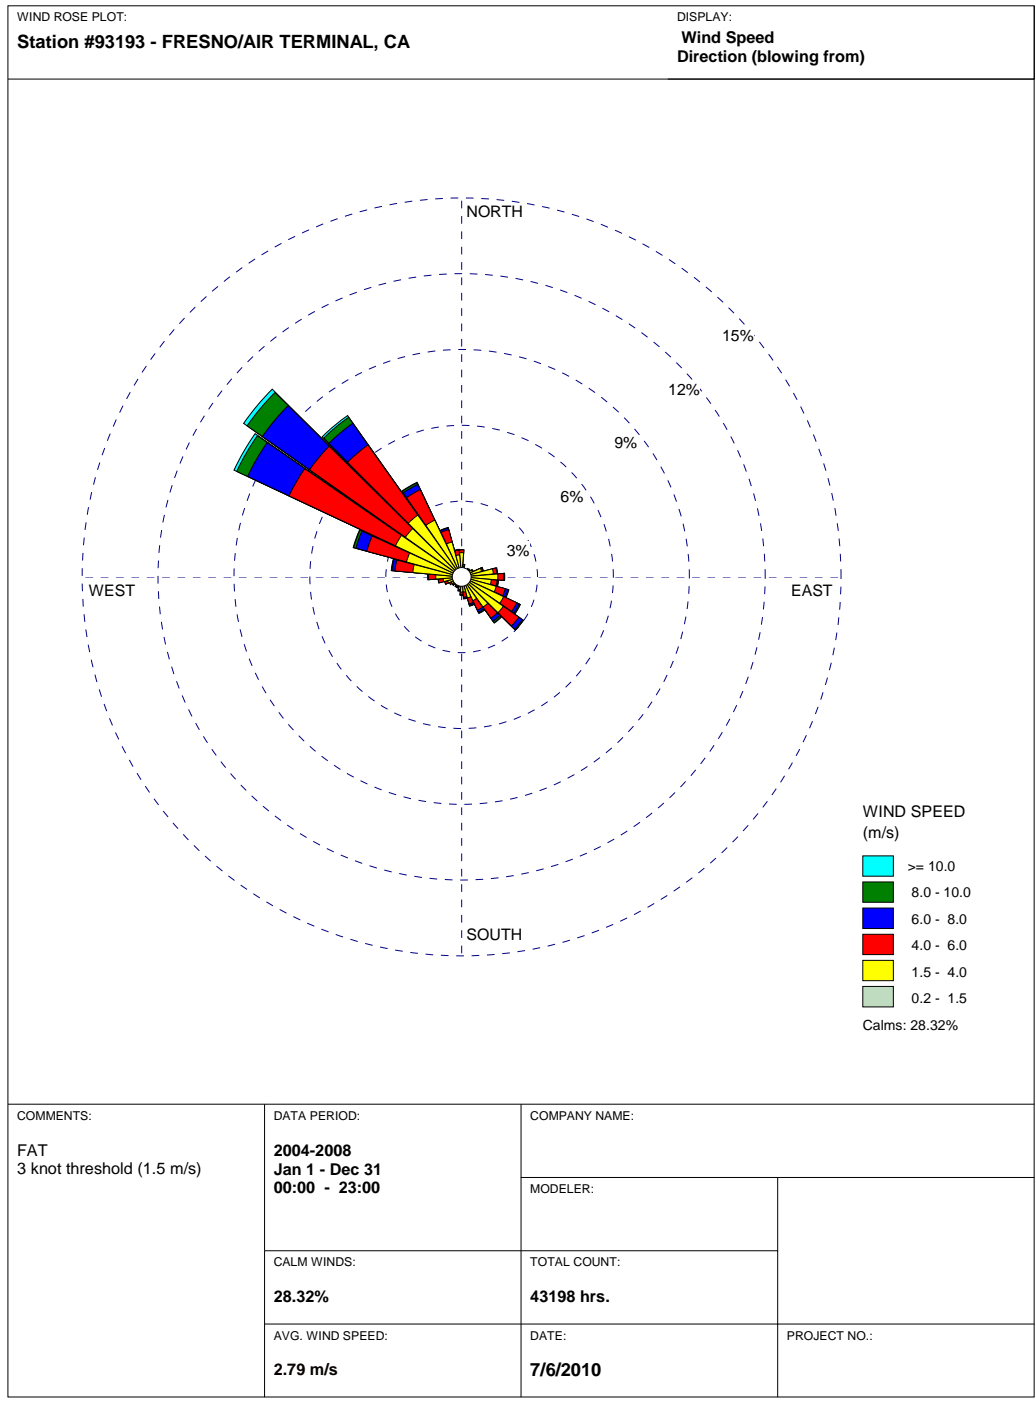 WIND ROSE PLOT:
Station #93193 - FRESNO/AIR TERMINAL, CA
DISPLAY:
Wind Speed
Direction (blowing from)
NORTH
15%
12%
9%
6%
3%
WEST
EAST
SOUTH
WIND SPEED
(m/s)
>= 10.0
8.0 - 10.0
6.0 - 8.0
4.0 - 6.0
1.5 - 4.0
0.2 - 1.5
Calms: 28.32%
COMMENTS:
FAT
3 knot threshold (1.5 m/s)
DATA PERIOD:
2004-2008
Jan 1 - Dec 31
00:00 - 23:00
COMPANY NAME:
MODELER:
CALM WINDS:
28.32%
TOTAL COUNT:
43198 hrs.
AVG. WIND SPEED:
2.79 m/s
DATE:
7/6/2010
PROJECT NO.: